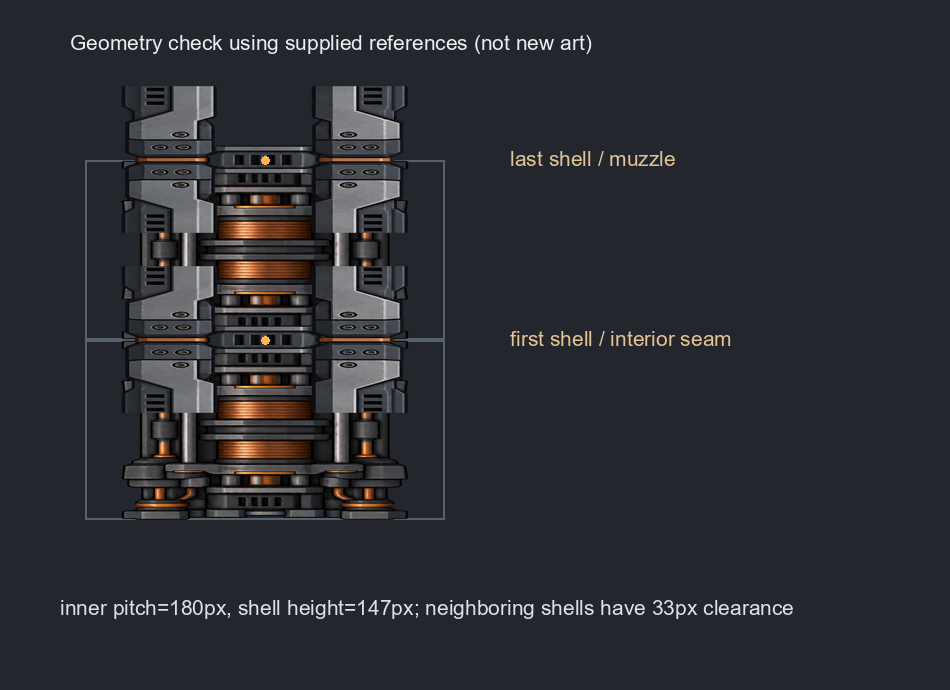 Geometry check using supplied references (not new art)
last shell / muzzle
first shell / interior seam
inner pitch=180px, shell height=147px; neighboring shells have 33px clearance